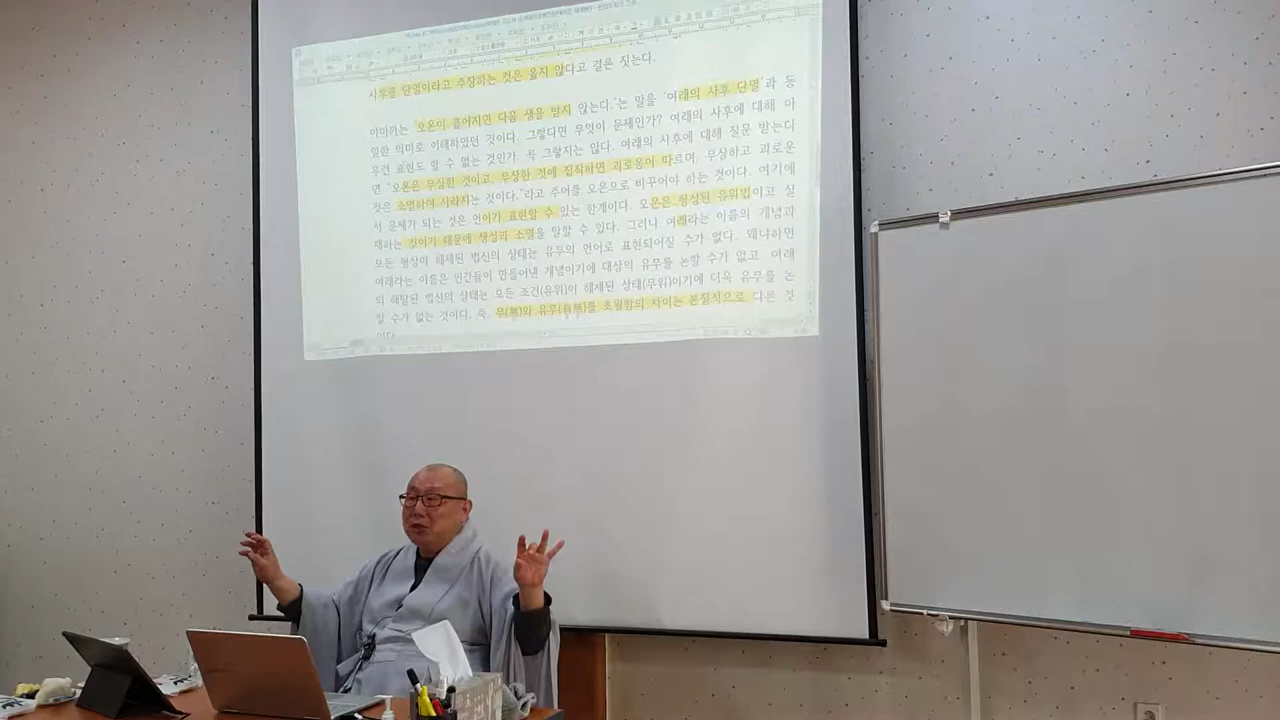 사후를 단멸이라고 주장하는 것은 옳지 않다고 결론 짓는다.
야마까는 '오온이 흩어지면 다음 생을 받지 않는다.'는 말을 '여래의 사후 단멸'과 동
일한 의미로 이해하였던 것이다. 그렇다면 무엇이 문제인가? 여래의 사후에 대해 아
무런 표현도 할 수 없는 것인가. 꼭 그렇지는 않다. 여래의 사후에 대해 질문 받는다
면 '오온은 무상한 것이고, 무상한 것에 집착하면 괴로움이 따르며, 무상하고 괴로운
것은 소멸하여 사라지는 것이다.'라고 주어를 오온으로 바꾸어야 하는 것이다. 여기에
서 문제가 되는 것은 언어가 표현할 수 있는 한계이다. 오온은 형성된 유위법이고 실
재하는 것이기 때문에 생성과 소멸을 말할 수 있다. 그러나 여래라는 이름의 개념과
모든 형상이 해체된 법신의 상태는 유무의 언어로 표현되어질 수가 없다. 왜냐하면
여래라는 이름은 인간들이 만들어낸 개념이기에 대상의 유무를 논할 수가 없고 여래
의 해탈된 법신의 상태는 모든 조건(유위)이 해체된 상태(무위)이기에 더욱 유무를 논
할 수가 없는 것이다. 즉, 무(無)와 유무(有無)를 초월함의 차이는 본질적으로 다른 것
이다.